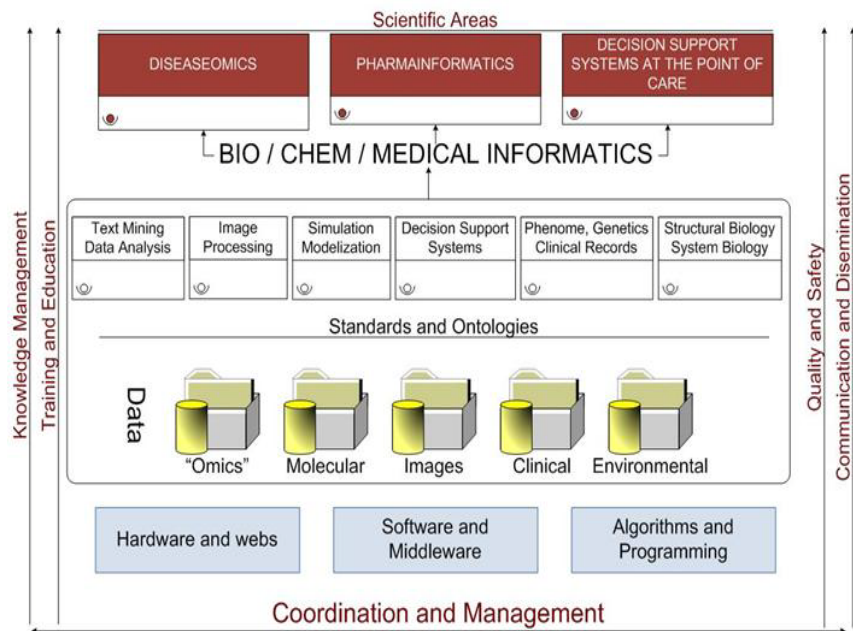 Scientific Areas
DISEASEOMICS
PHARMAINFORMATICS
DECISION SUPPORT
SYSTEMS AT THE POINT OF
CARE
BIO / CHEM / MEDICAL INFORMATICS
Text Mining
Data Analysis
Image
Processing
Simulation
Modelization
Decision Support
Systems
Phenome, Genetics
Clinical Records
Structural Biology
System Biology
Standards and Ontologies
Data
“Omics”
Molecular
Images
Clinical
Environmental
Hardware and webs
Software and
Middleware
Algorithms and
Programming
Coordination and Management
Knowledge Management
Training and Education
Quality and Safety
Communication and Disemination